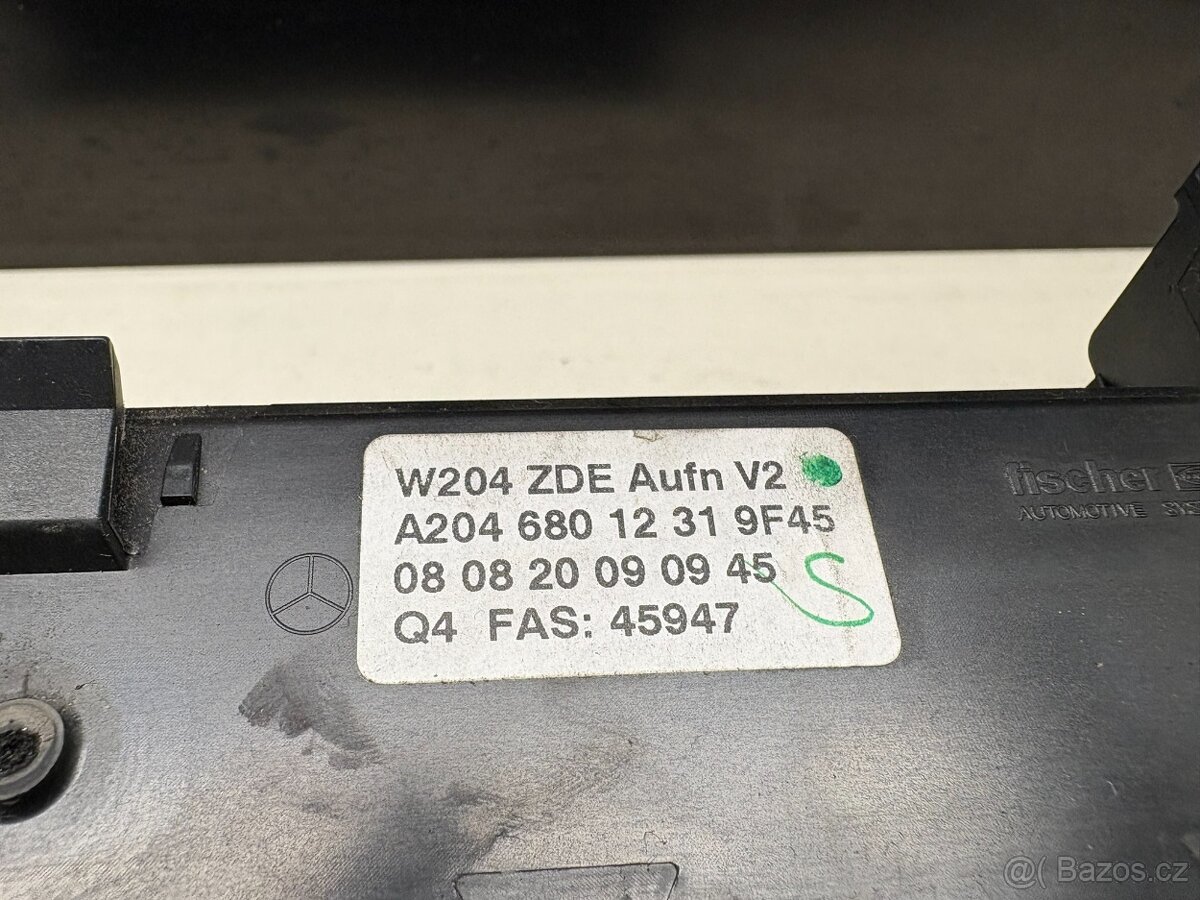 W204 ZDE Aufn V2
A204 680 12 31 9F45
08 08 20 09 09 45
Q4 FAS: 45947
S
fischer
AUTOMOTIVE
@( Bazos.cz